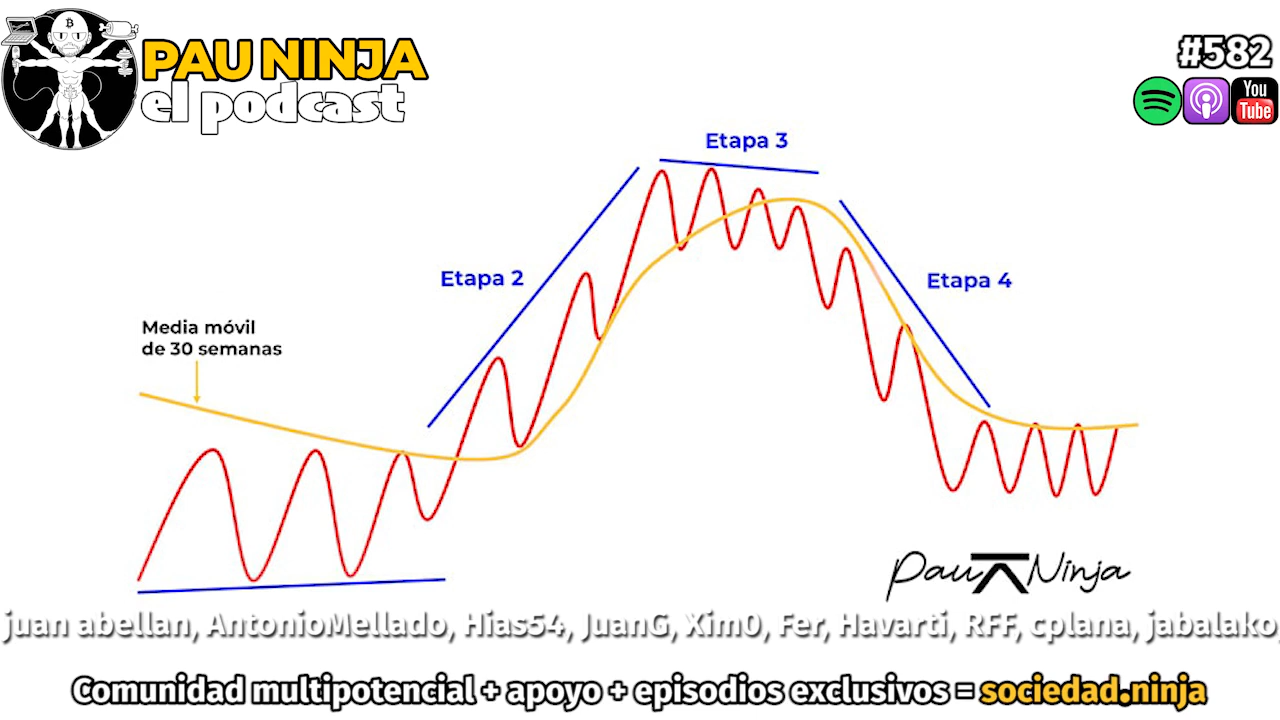 PAU NINJA
el podcast
#582
You
Tube
Etapa 3
Etapa 2
Etapa 4
Media móvil
de 30 semanas
Pau Ninja
juan abellan, AntonioMellado, Hias54, JuanG, Xim0, Fer, Havarti, RFF, cplana, jabalako,
Comunidad multipotencial + apoyo + episodios exclusivos = sociedad.ninja